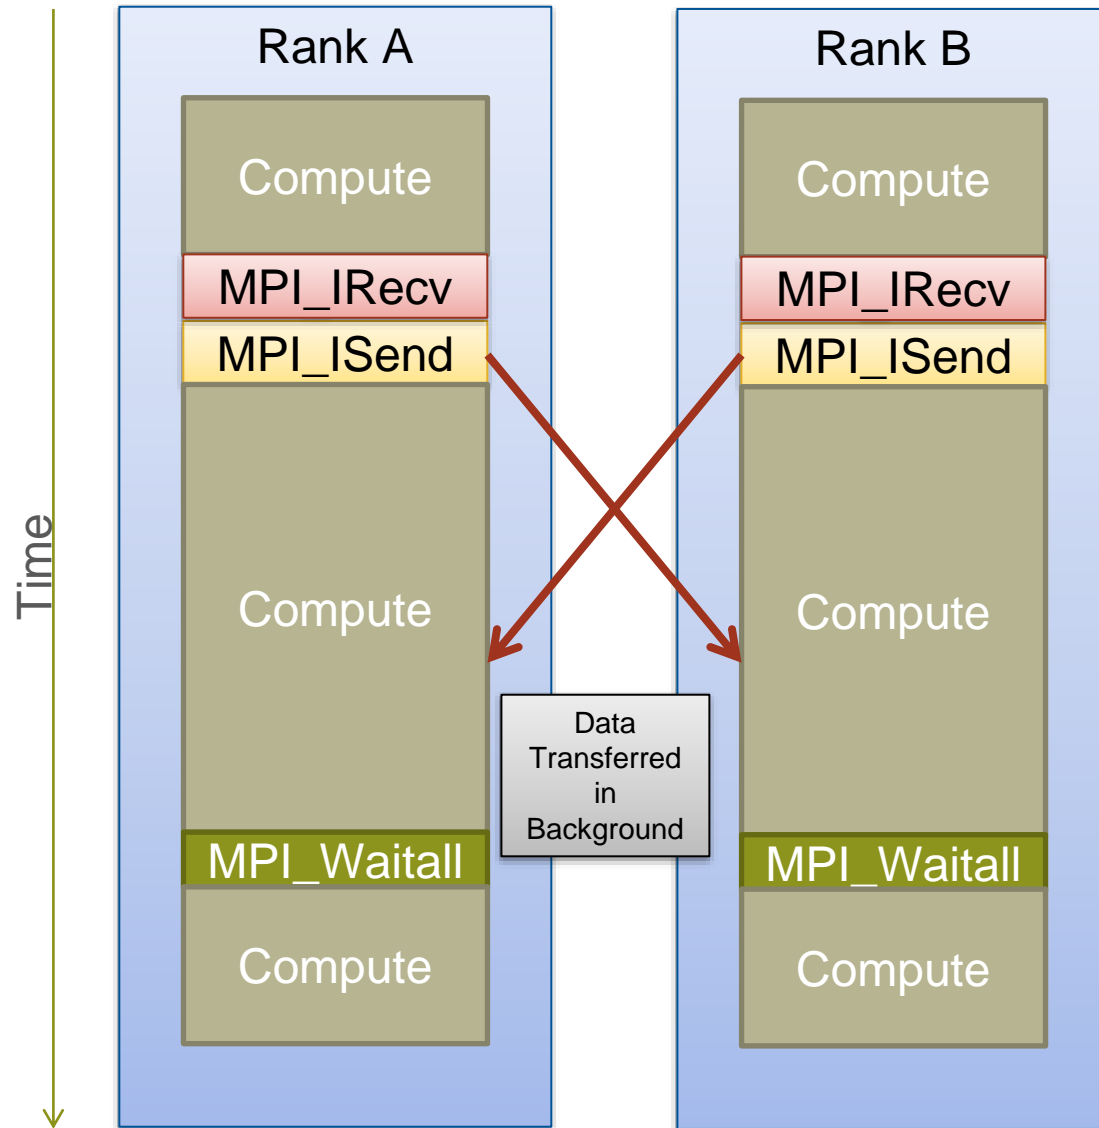 Time
Rank A
Compute
MPI_IRecv
MPI_ISend
Compute
MPI_Waitall
Compute
Data
Transferred
in
Background
Rank B
Compute
MPI_IRecv
MPI_ISend
Compute
MPI_Waitall
Compute